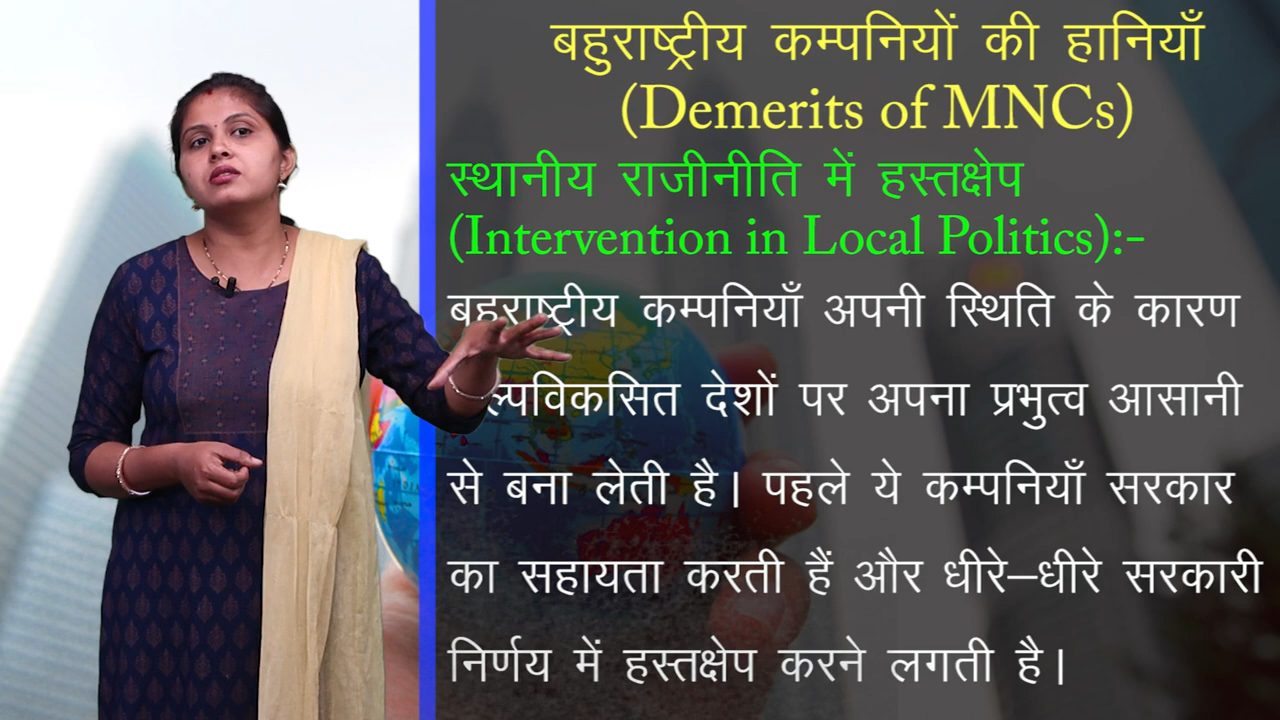 बहुराष्ट्रीय कम्पनियों की हानियाँ
(Demerits of MNCs)
स्थानीय राजीनीति में हस्तक्षेप
(Intervention in Local Politics):-
बहुराष्ट्रीय कम्पनियाँ अपनी स्थिति के कारण
देशों पर अपना प्रभुत्व आसानी
से बना लेती है। पहले ये कम्पनियाँ सरकार
का सहायता करती हैं और धीरे–धीरे सरकारी
निर्णय में हस्तक्षेप करने लगती है।